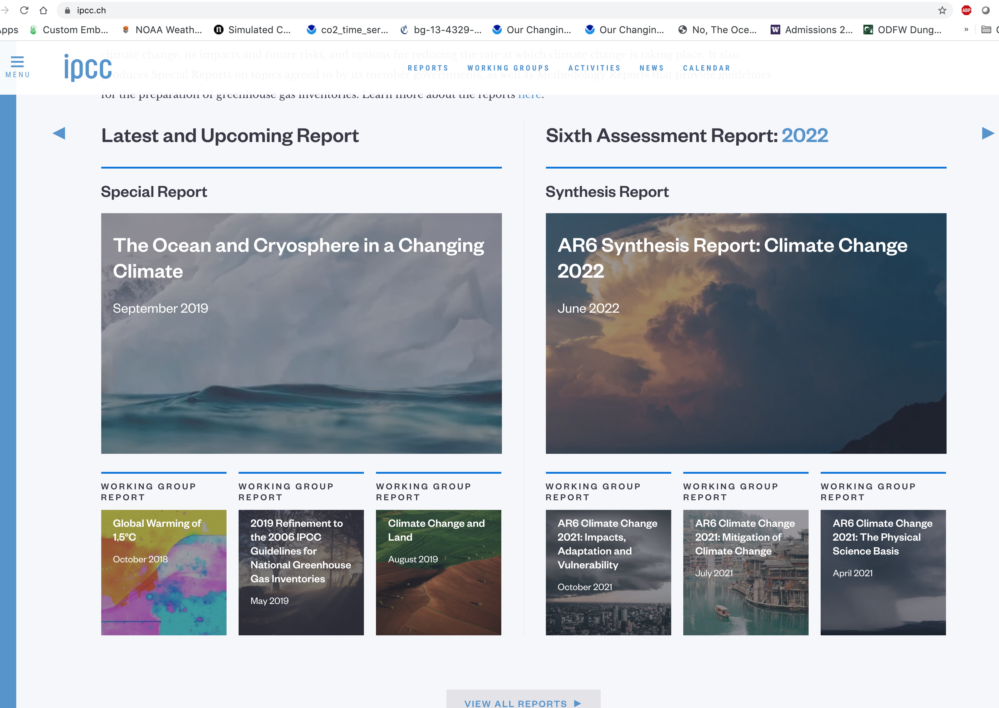 ipcc.ch
ABP
pps
Custom Emb...
NOAA Weath...
Simulated C...
co2_time_ser...
bg-13-4329-...
Our Changin...
Our Changin...
No, The Oce...
W
Admissions 2...
ODFW Dung...
»
MENU
ipcc
REPORTS
WORKING GROUPS
ACTIVITIES
NEWS
CALENDAR
climate change, its impacts and future risks, and options for reducing the rate at which climate change is taking place. It also
produces Special Reports on topics agreed to by its member governments, as well as Methodology Reports that provide guidelines
for the preparation of greenhouse gas inventories. Learn more about the reports here.
Latest and Upcoming Report
Special Report
The Ocean and Cryosphere in a Changing
Climate
September 2019
WORKING GROUP
REPORT
Global Warming of
1.5°C
October 2018
WORKING GROUP
REPORT
2019 Refinement to
the 2006 IPCC
Guidelines for
National Greenhouse
Gas Inventories
May 2019
WORKING GROUP
REPORT
Climate Change and
Land
August 2019
Sixth Assessment Report: 2022
Synthesis Report
AR6 Synthesis Report: Climate Change
2022
June 2022
WORKING GROUP
REPORT
AR6 Climate Change
2021: Impacts,
Adaptation and
Vulnerability
October 2021
WORKING GROUP
REPORT
AR6 Climate Change
2021: Mitigation of
Climate Change
July 2021
WORKING GROUP
REPORT
AR6 Climate Change
2021: The Physical
Science Basis
April 2021
VIEW ALL REPORTS